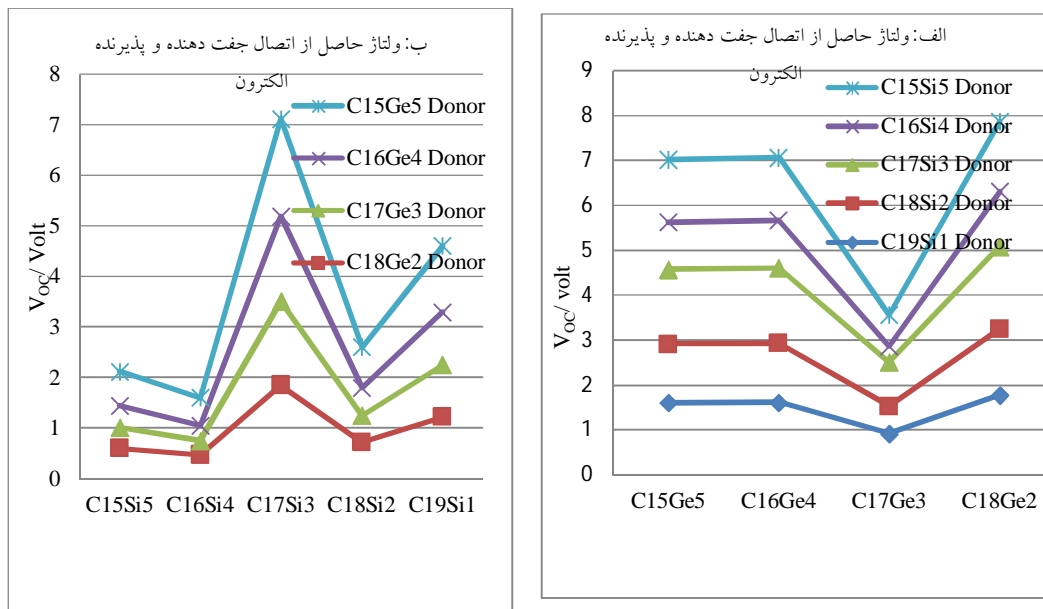 ب: ولتاژ حاصل از اتصال جفت دهنده و پذیرنده
الکترون
8
7
6
5
4
3
2
1
0
V_OC/ Volt
C15Ge5 Donor
C16Ge4 Donor
C17Ge3 Donor
C18Ge2 Donor
C15Si5 C16Si4 C17Si3 C18Si2 C19Si1
الف: ولتاژ حاصل از اتصال جفت دهنده و پذیرنده
الکترون
9
8
7
6
5
4
3
2
1
0
V_OC/ volt
C15Si5 Donor
C16Si4 Donor
C17Si3 Donor
C18Si2 Donor
C19Si1 Donor
C15Ge5 C16Ge4 C17Ge3 C18Ge2